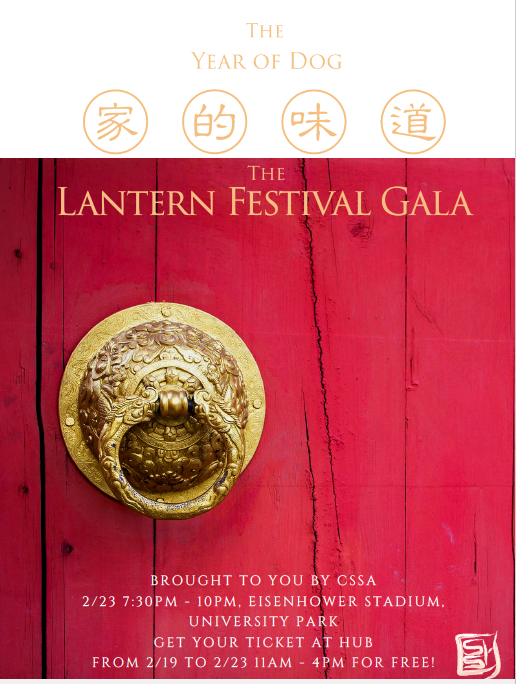 The
Year of Dog
家的味道
The
Lantern Festival Gala
BROUGHT TO YOU BY CSSA
2/23 7:30PM - 10PM, EISENHOWER STADIUM,
UNIVERSITY PARK
GET YOUR TICKET AT HUB
FROM 2/19 TO 2/23 11AM - 4PM FOR FREE!